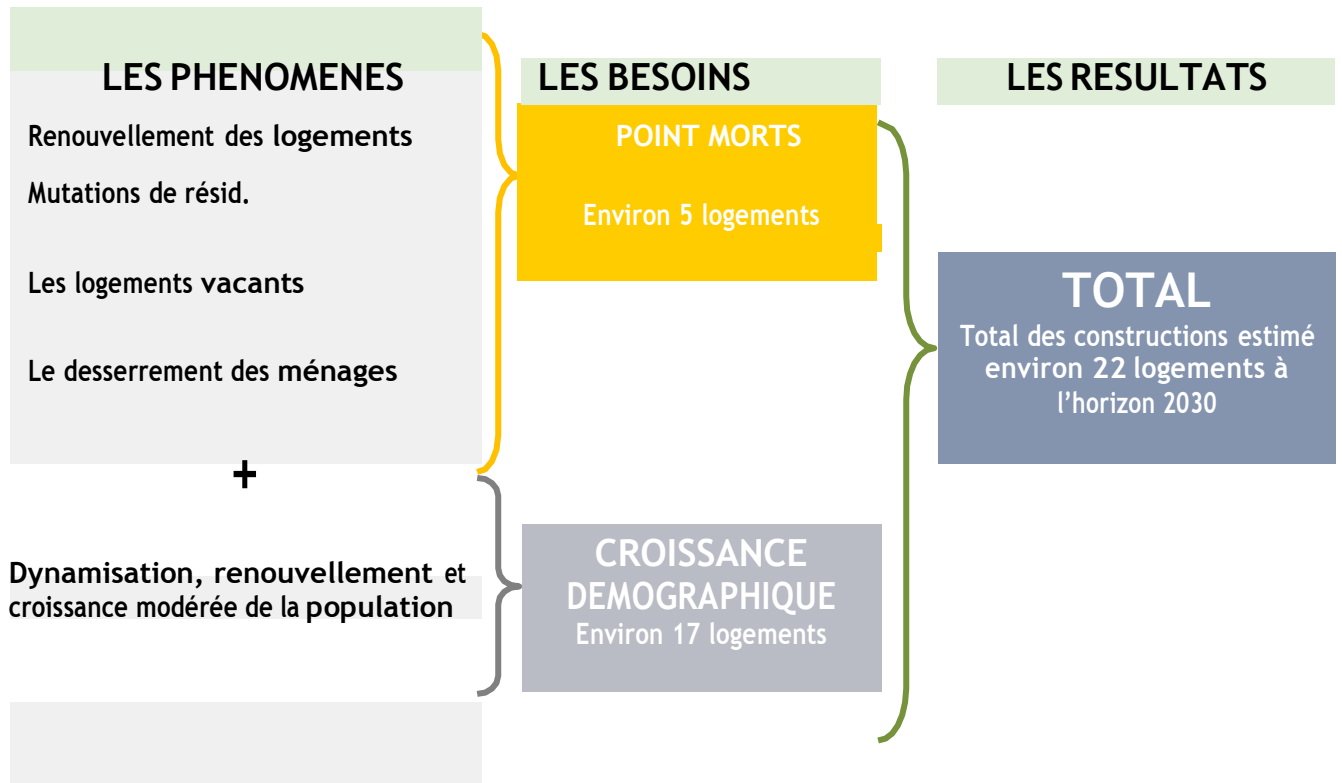 LES PHENOMENES
Renouvellement des logements
Mutations de résid.
Les logements vacants
Le desserrement des ménages
+
Dynamisation, renouvellement et
croissance modérée de la population
LES BESOINS
POINT MORTS
Environ 5 logements
CROISSANCE
DEMOGRAPHIQUE
Environ 17 logements
LES RESULTATS
TOTAL
Total des constructions estimé
environ 22 logements à
l’horizon 2030